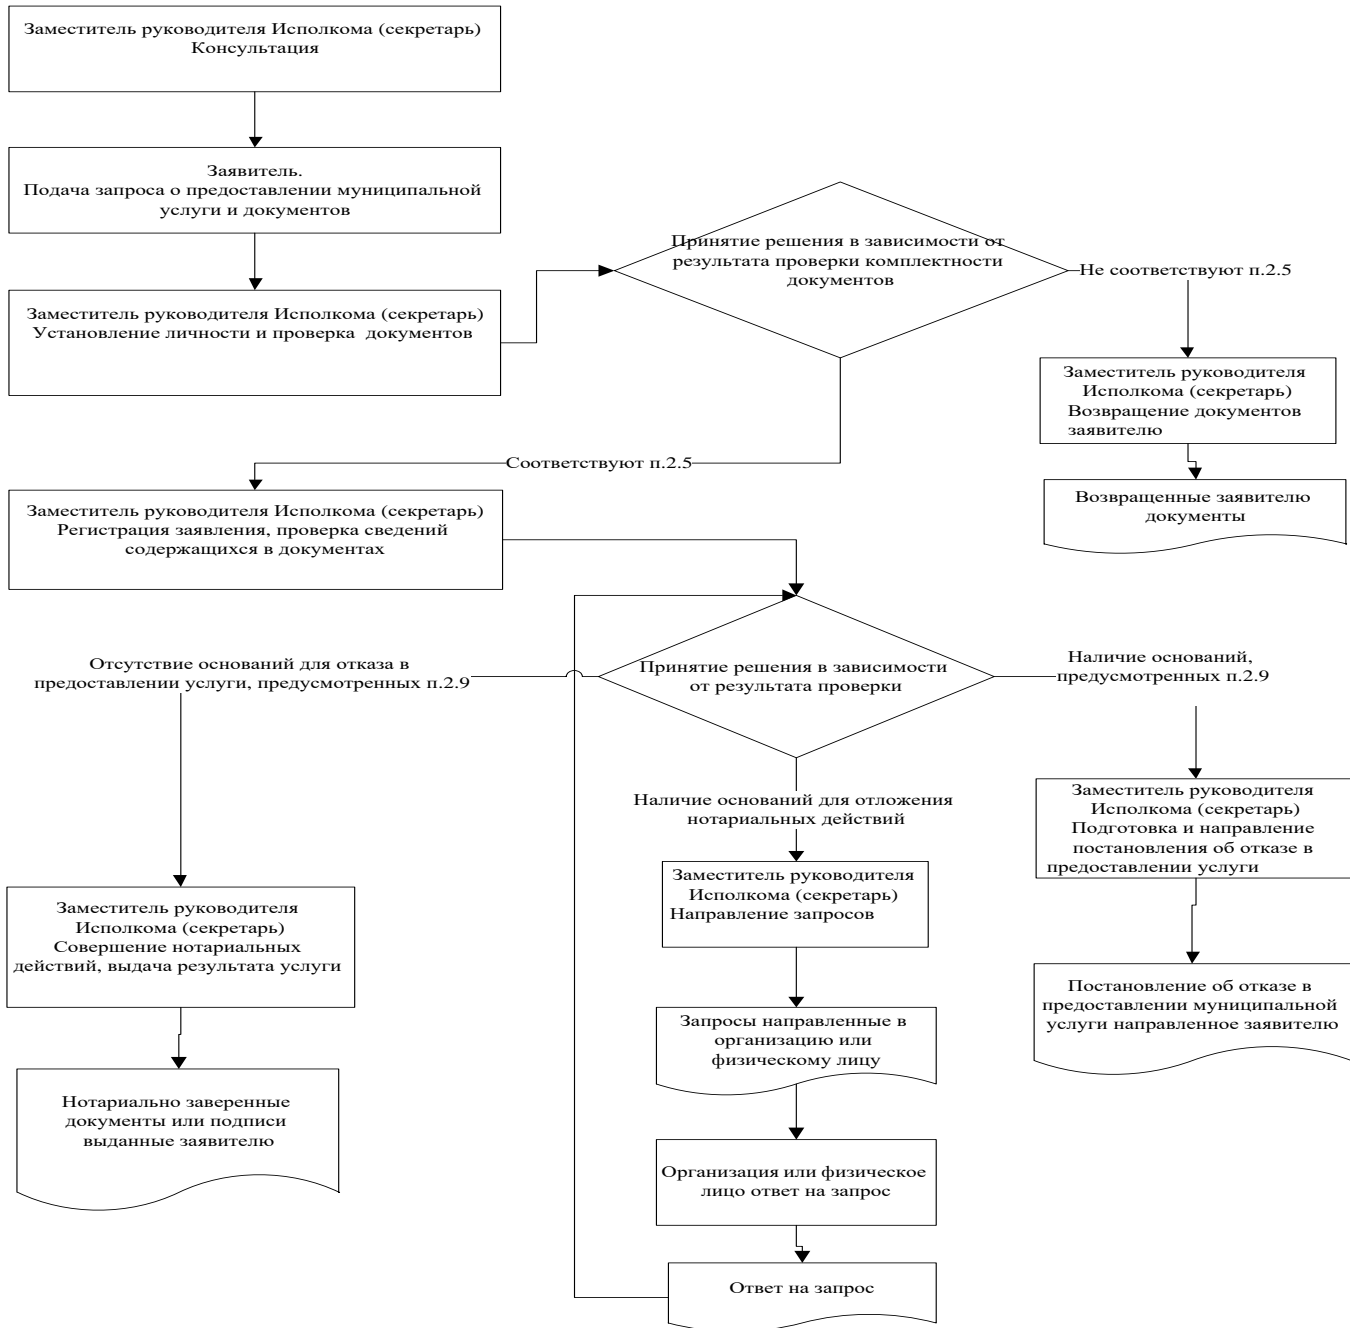 Заместитель руководителя Исполкома (секретарь)
Консультация
Заявитель.
Подача запроса о предоставлении муниципальной
услуги и документов
Заместитель руководителя Исполкома (секретарь)
Установление личности и проверка документов
Принятие решения в зависимости от
результата проверки комплектности
документов
Не соответствуют п.2.5
Заместитель руководителя
Исполкома (секретарь)
Возвращение документов
заявителю
Возвращенные заявителю
документы
Соответствуют п.2.5
Заместитель руководителя Исполкома (секретарь)
Регистрация заявления, проверка сведений
содержащихся в документах
Принятие решения в зависимости
от результата проверки
Отсутствие оснований для отказа в
предоставлении услуги, предусмотренных п.2.9
Наличие оснований,
предусмотренных п.2.9
Наличие оснований для отложения
нотариальных действий
Заместитель руководителя
Исполкома (секретарь)
Подготовка и направление
постановления об отказе в
предоставлении услуги
Заместитель руководителя
Исполкома (секретарь)
Направление запросов
Заместитель руководителя
Исполкома (секретарь)
Совершение нотариальных
действий, выдача результата услуги
Постановление об отказе в
предоставлении муниципальной
услуги направленное заявителю
Запросы направленные в
организацию или
физическому лицу
Нотариально заверенные
документы или подписи
выданные заявителю
Организация или физическое
лицо ответ на запрос
Ответ на запрос